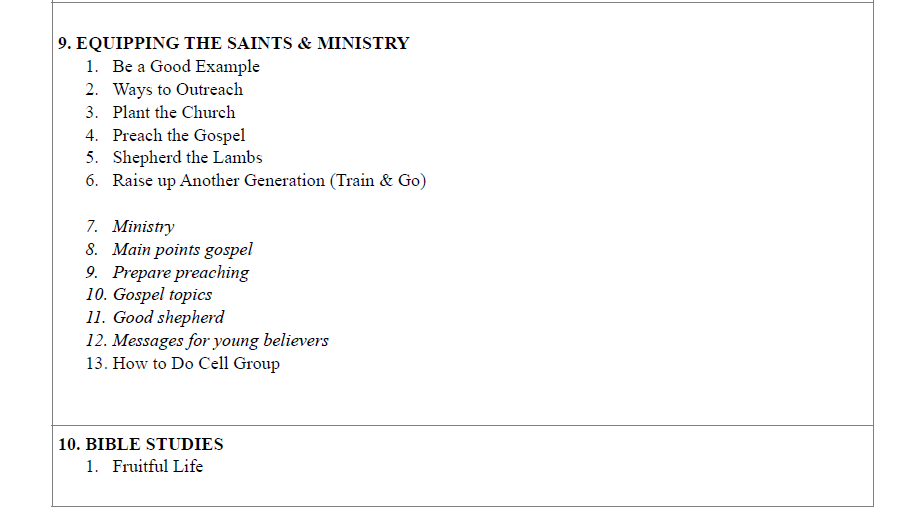 9. EQUIPPING THE SAINTS & MINISTRY
1. Be a Good Example
2. Ways to Outreach
3. Plant the Church
4. Preach the Gospel
5. Shepherd the Lambs
6. Raise up Another Generation (Train & Go)
7. Ministry
8. Main points gospel
9. Prepare preaching
10. Gospel topics
11. Good shepherd
12. Messages for young believers
13. How to Do Cell Group
10. BIBLE STUDIES
1. Fruitful Life